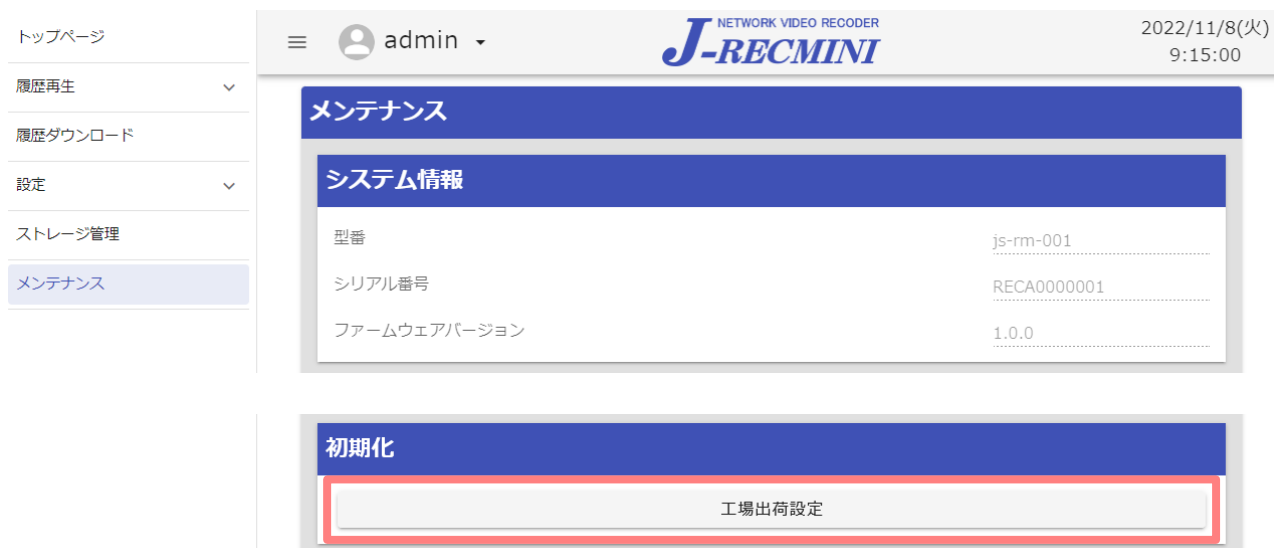 トップページ
履歴再生
履歴ダウンロード
設定
ストレージ管理
メンテナンス
admin
NETWORK VIDEO RECODER
J-RECMINI
2022/11/8(火)
9:15:00
メンテナンス
システム情報
型番 js-rm-001
シリアル番号 RECA0000001
ファームウェアバージョン 1.0.0
初期化
工場出荷設定